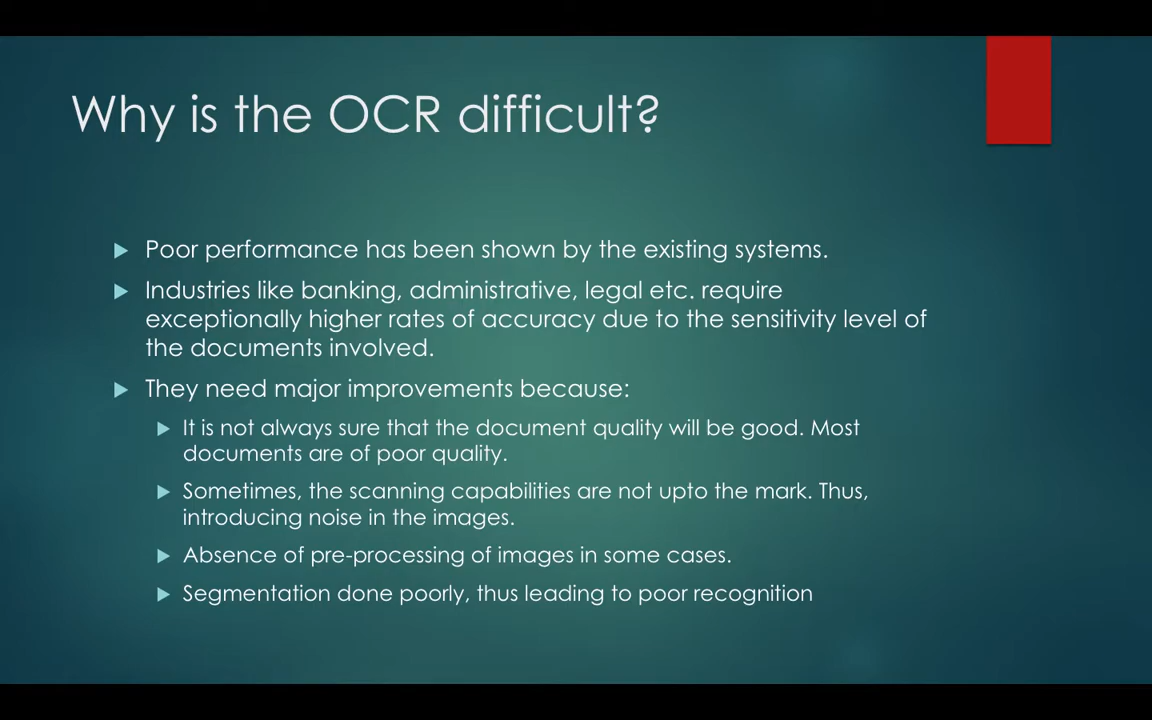 Why is the OCR difficult?
Poor performance has been shown by the existing systems.
Industries like banking, administrative, legal etc. require
exceptionally higher rates of accuracy due to the sensitivity level of
the documents involved.
They need major improvements because:
It is not always sure that the document quality will be good. Most
documents are of poor quality.
Sometimes, the scanning capabilities are not upto the mark. Thus,
introducing noise in the images.
Absence of pre-processing of images in some cases.
Segmentation done poorly, thus leading to poor recognition